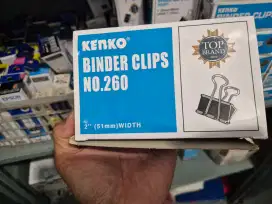 KENKO
BINDER CLIPS
NO.260
TOP
BRAND
2" (51mm) WIDTH